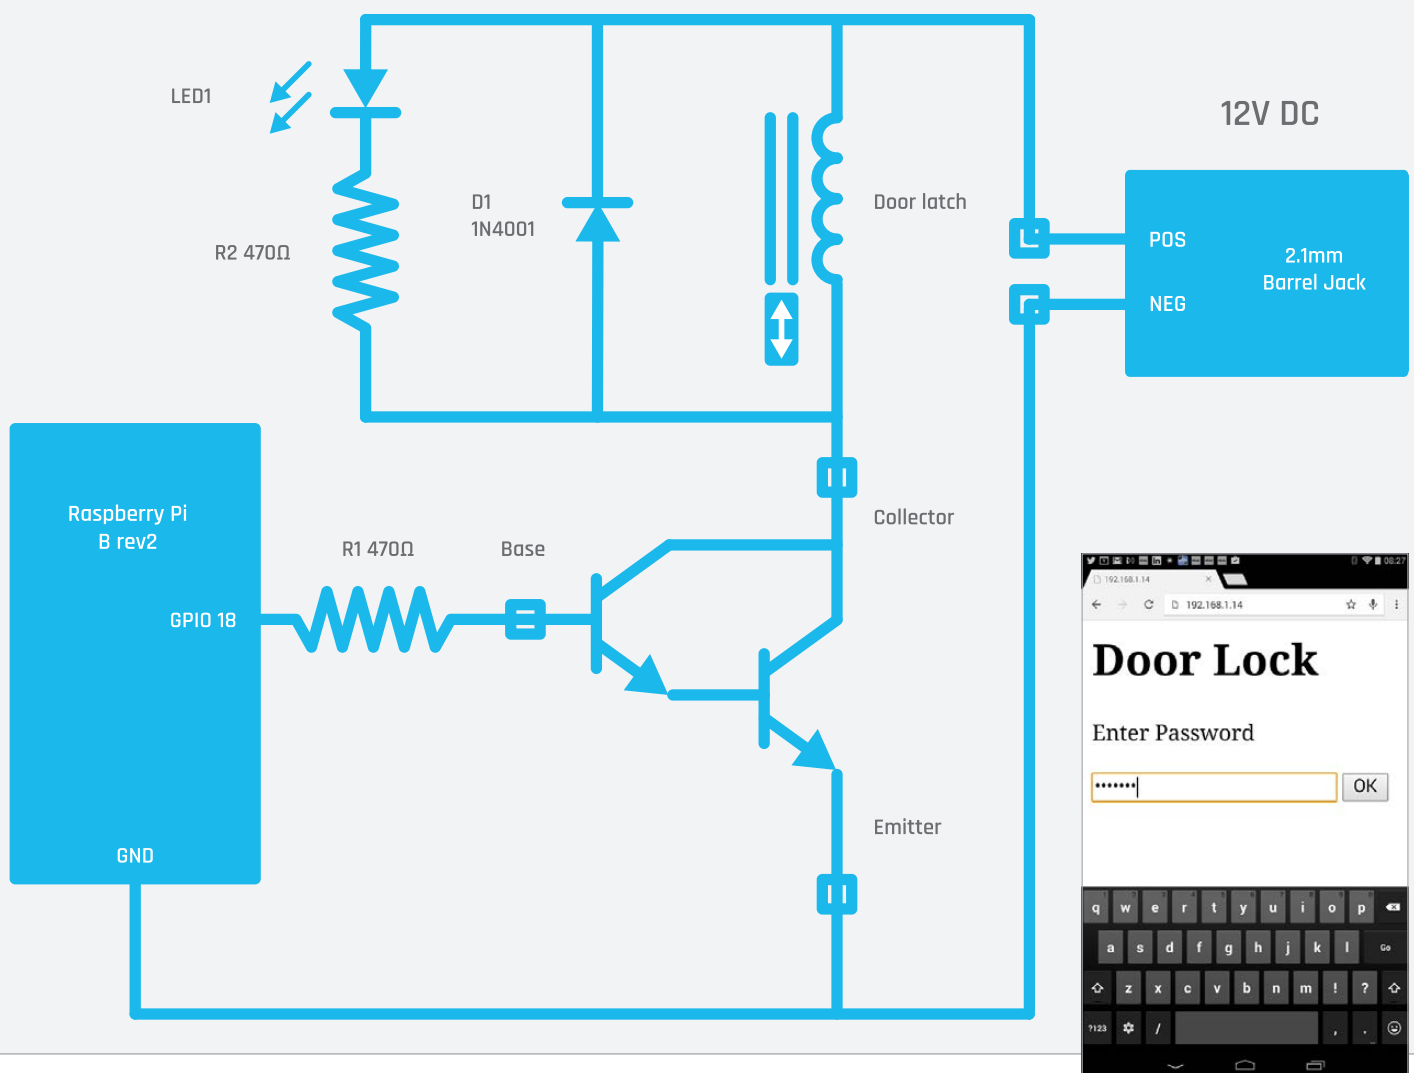 LED1
12V DC
D1
1N4001
Door latch
R2 470Ω
POS
NEG
2.1mm
Barrel Jack
Raspberry Pi
B rev2
GPIO 18
GND
R1 470Ω
Base
Collector
Emitter
08:27
192.168.1.14
192.168.1.14
Door Lock
Enter Password
•••••••
OK
q w e r t y u i o p
a s d f g h j k l Go
z x c v b n m ! ?
?123 / , .